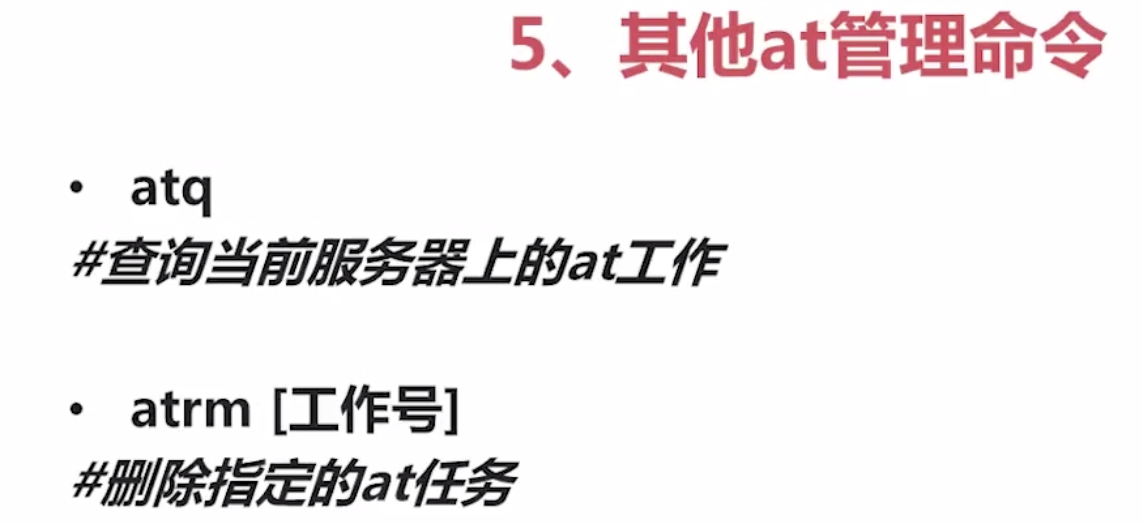 5、其他at管理命令
• atq
#查询当前服务器上的at工作
• atrm [工作号]
#删除指定的at任务